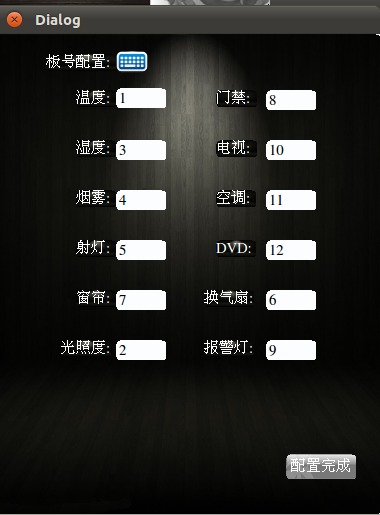 Dialog
板号配置:
温度: 1 门禁: 8
湿度: 3 电视: 10
烟雾: 4 空调: 11
射灯: 5 DVD: 12
窗帘: 7 换气扇: 6
光照度: 2 报警灯: 9
配置完成